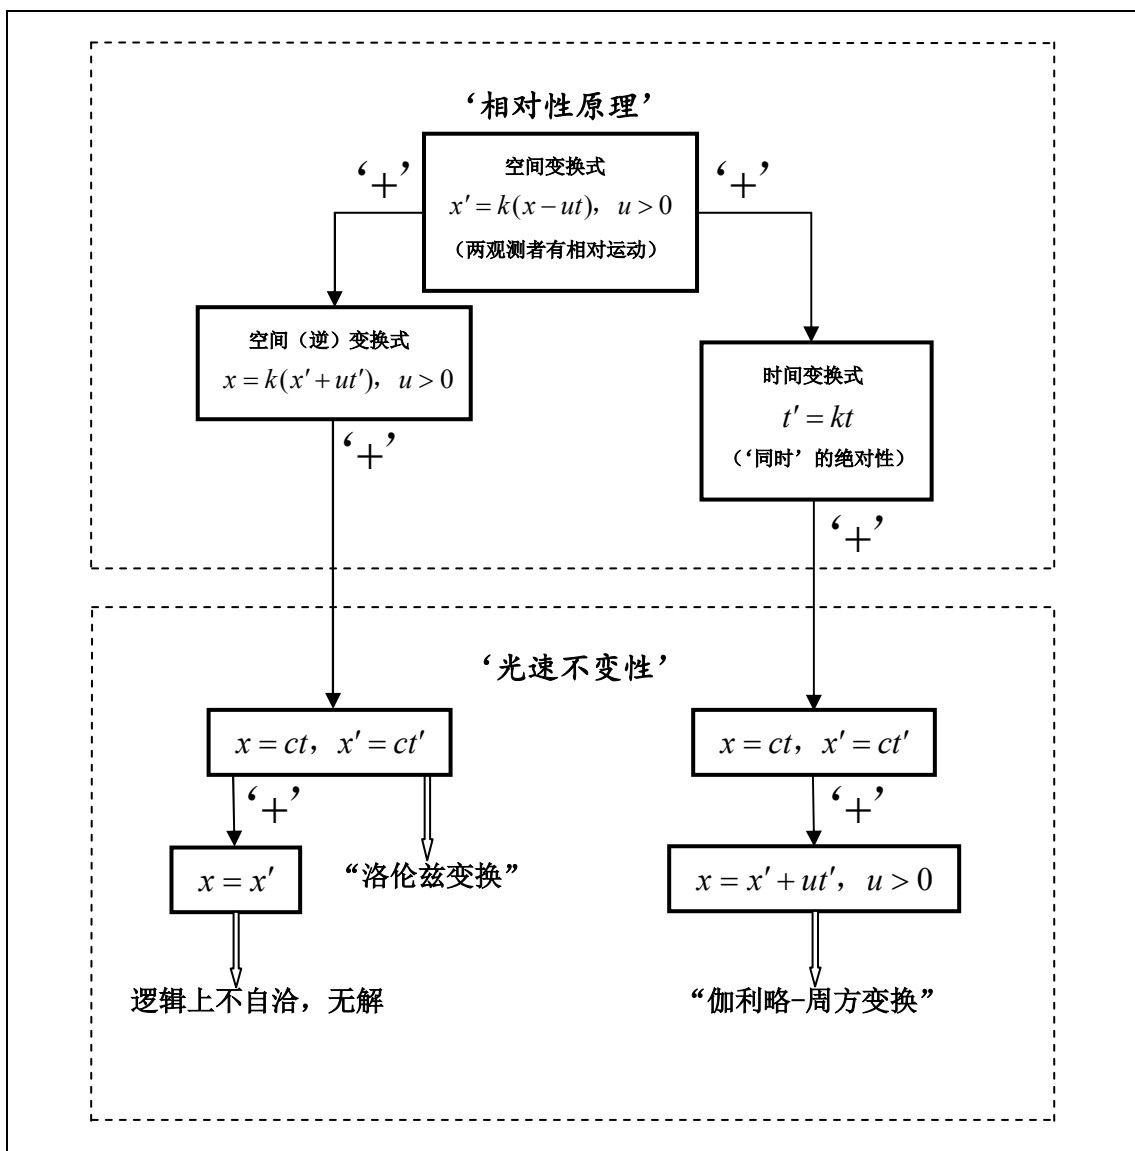 ‘相对性原理’
‘+’
空间变换式
‘+’
x′ = k(x − ut)， u > 0
（两观测者有相对运动）
空间（逆）变换式
x = k(x′ + ut′)， u > 0
时间变换式
t′ = kt
（‘同时’的绝对性）
‘+’
‘+’
‘光速不变性’
x = ct， x′ = ct′
x = ct， x′ = ct′
‘+’
‘+’
x = x′
“洛伦兹变换”
x = x′ + ut′， u > 0
逻辑上不自洽，无解
“伽利略-周方变换”